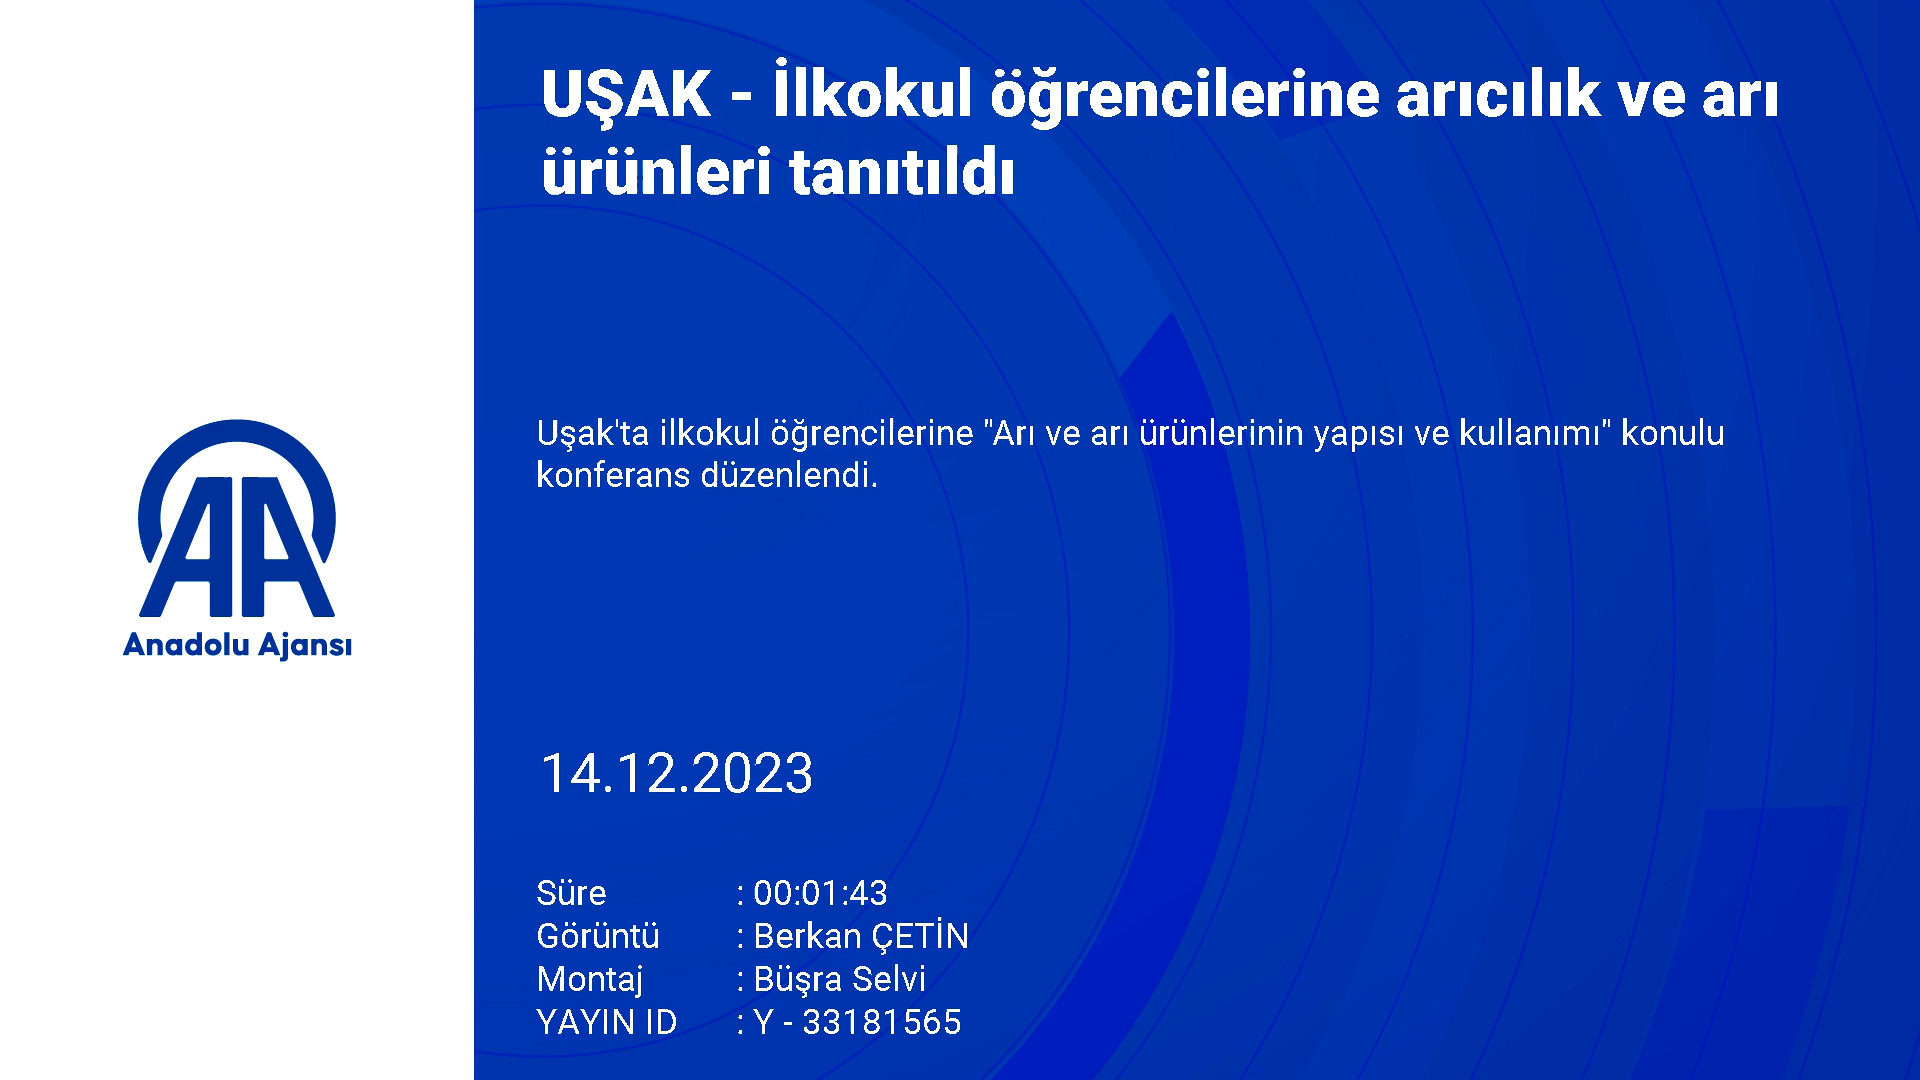 UŞAK - İlkokul öğrencilerine arıcılık ve arı
ürünleri tanıtıldı
Uşak'ta ilkokul öğrencilerine "Arı ve arı ürünlerinin yapısı ve kullanımı" konulu
konferans düzenlendi.
AA
Anadolu Ajansı
14.12.2023
Süre : 00:01:43
Görüntü : Berkan ÇETİN
Montaj : Büşra Selvi
YAYIN ID : Y - 33181565